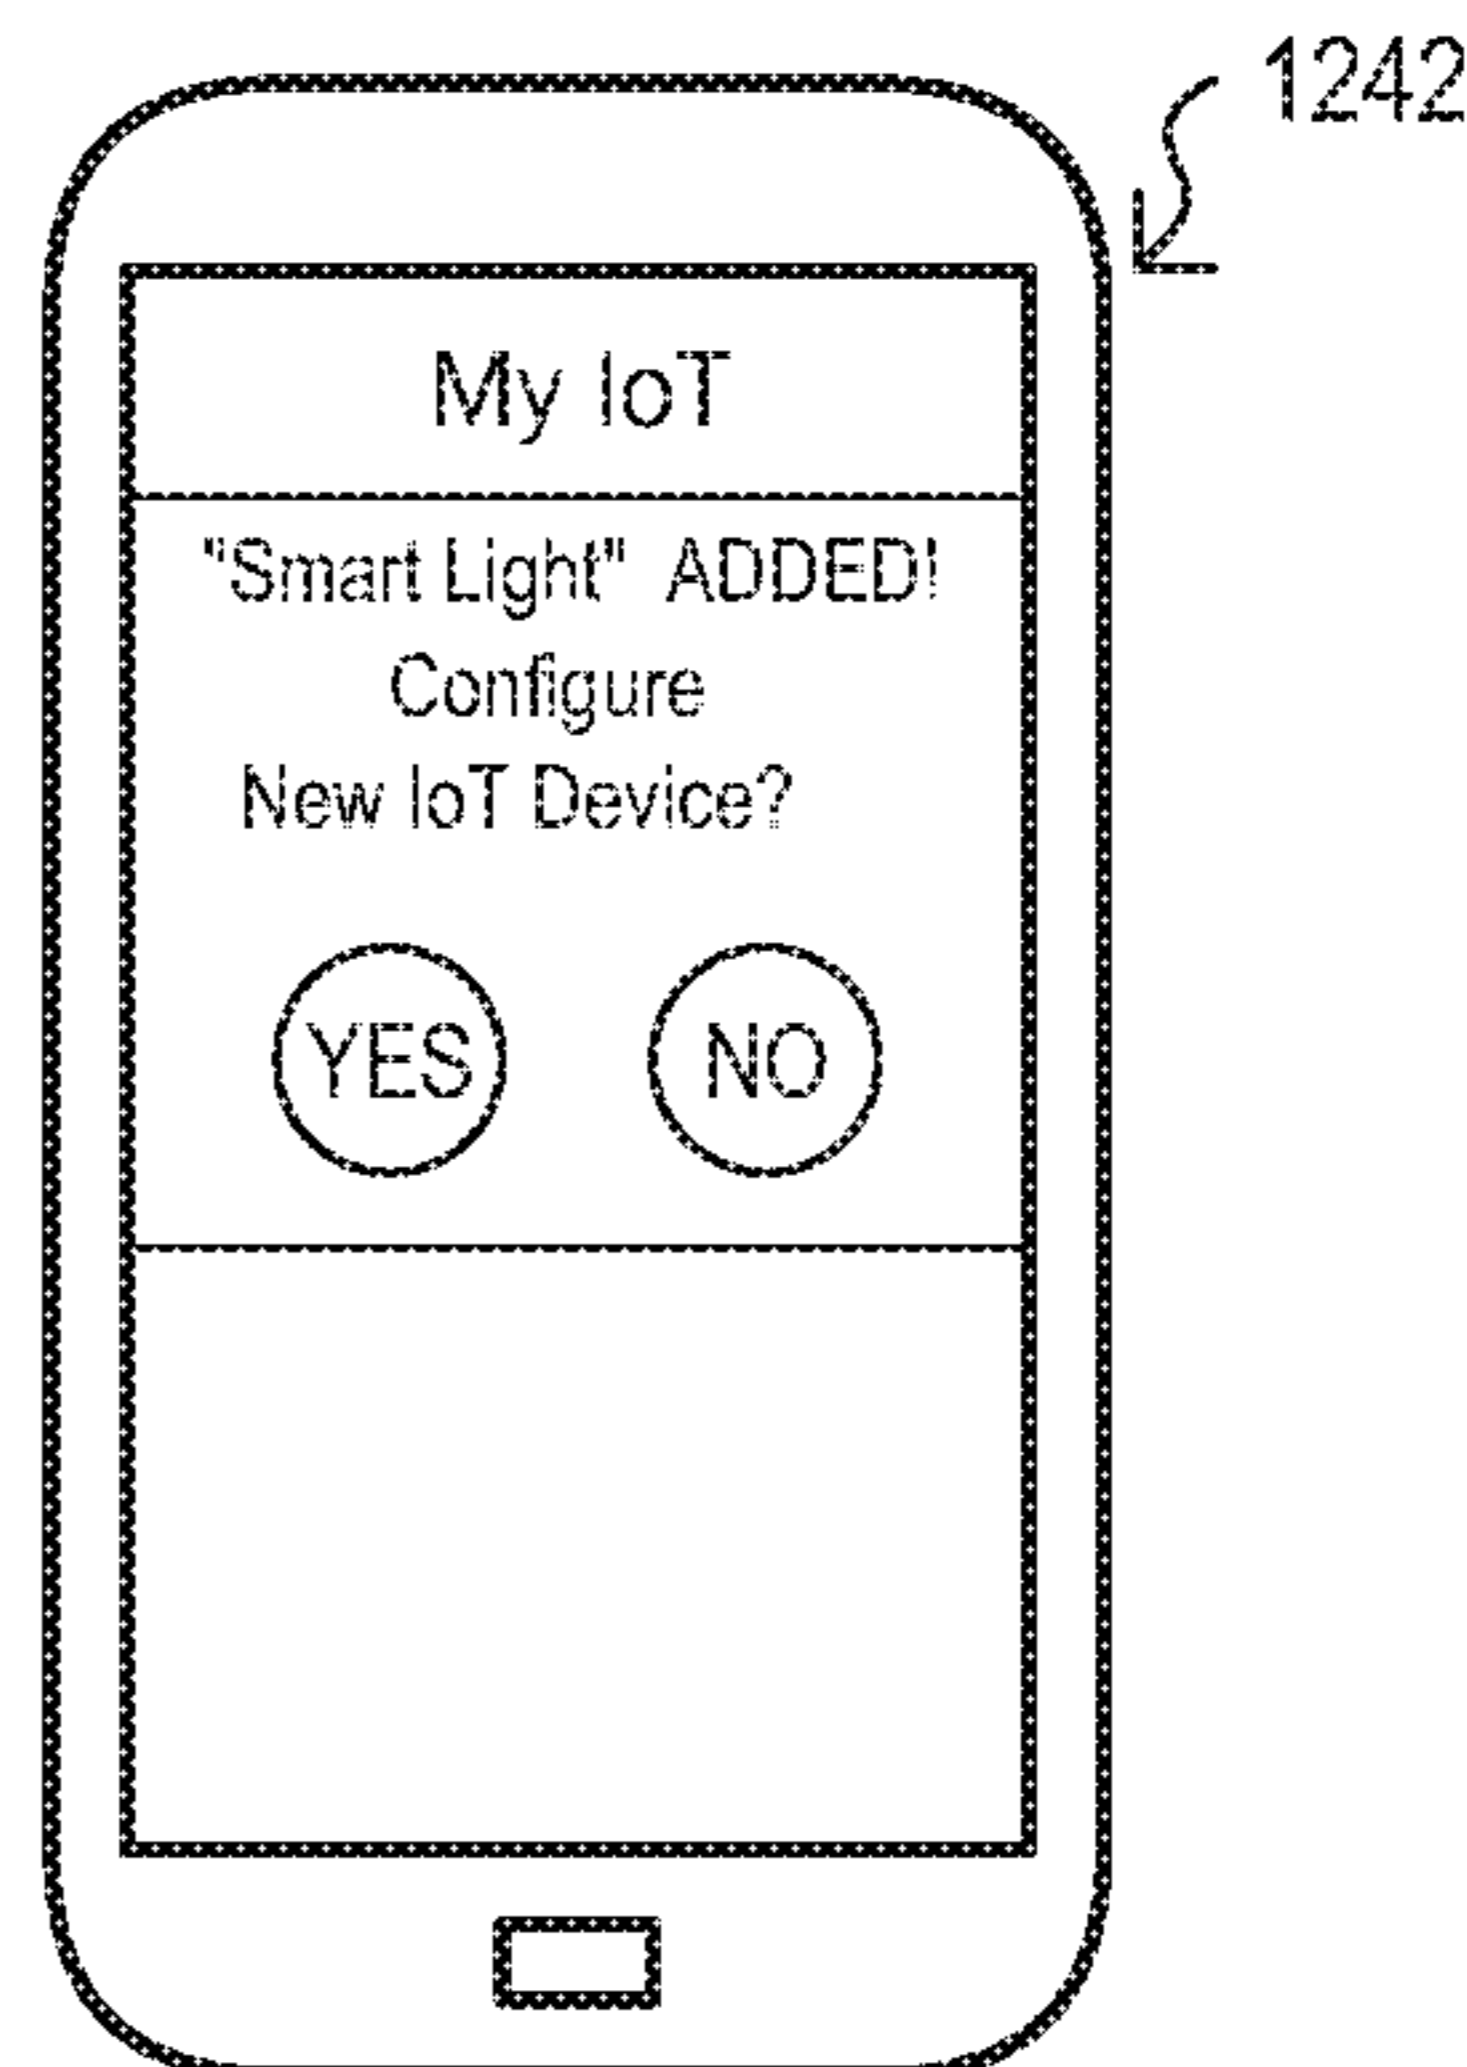 1242
My IoT
"Smart Light" ADDED!
Configure
New IoT Device?
YES NO